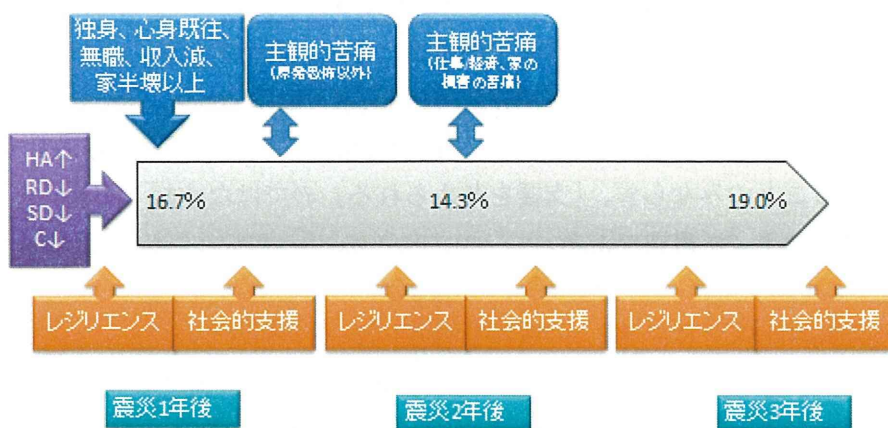 独身、心身既往、
無職、収入減、
家半壊以上
主観的苦痛
(原発恐怖以外)
主観的苦痛
(仕事/経済、家の
損害の苦痛)
HA↑
RD↓
SD↓
C↓
16.7%
14.3%
19.0%
レジリエンス
社会的支援
レジリエンス
社会的支援
レジリエンス
社会的支援
震災1年後
震災2年後
震災3年後